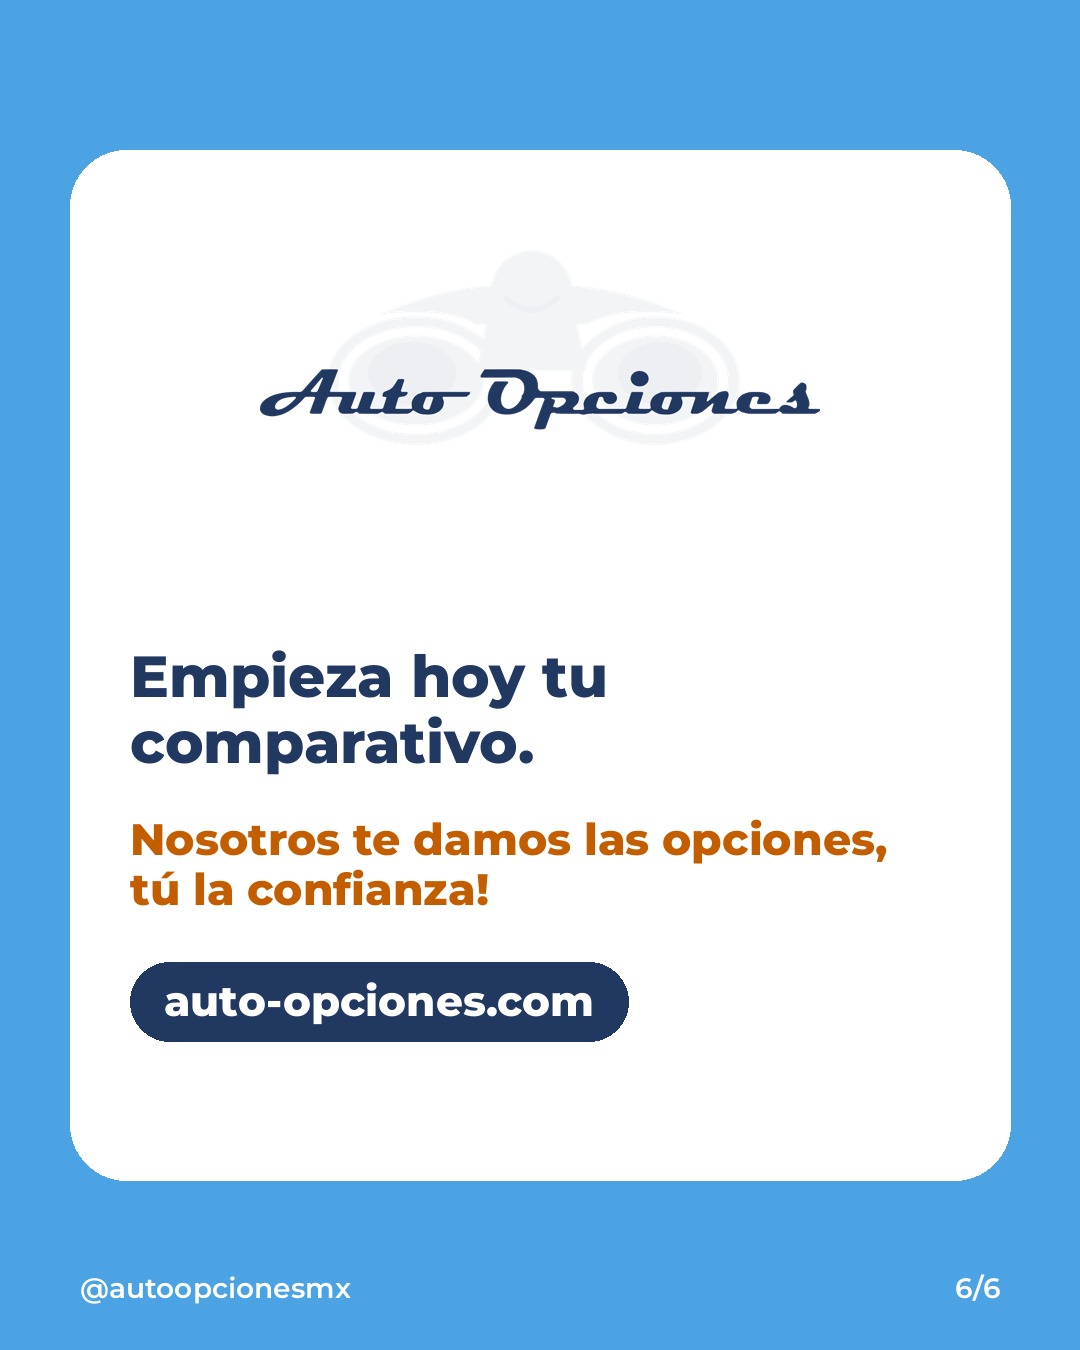 Auto Opciones
Empieza hoy tu
comparativo.
Nosotros te damos las opciones,
tú la confianza!
auto-opciones.com
@autoopcionesmx
6/6